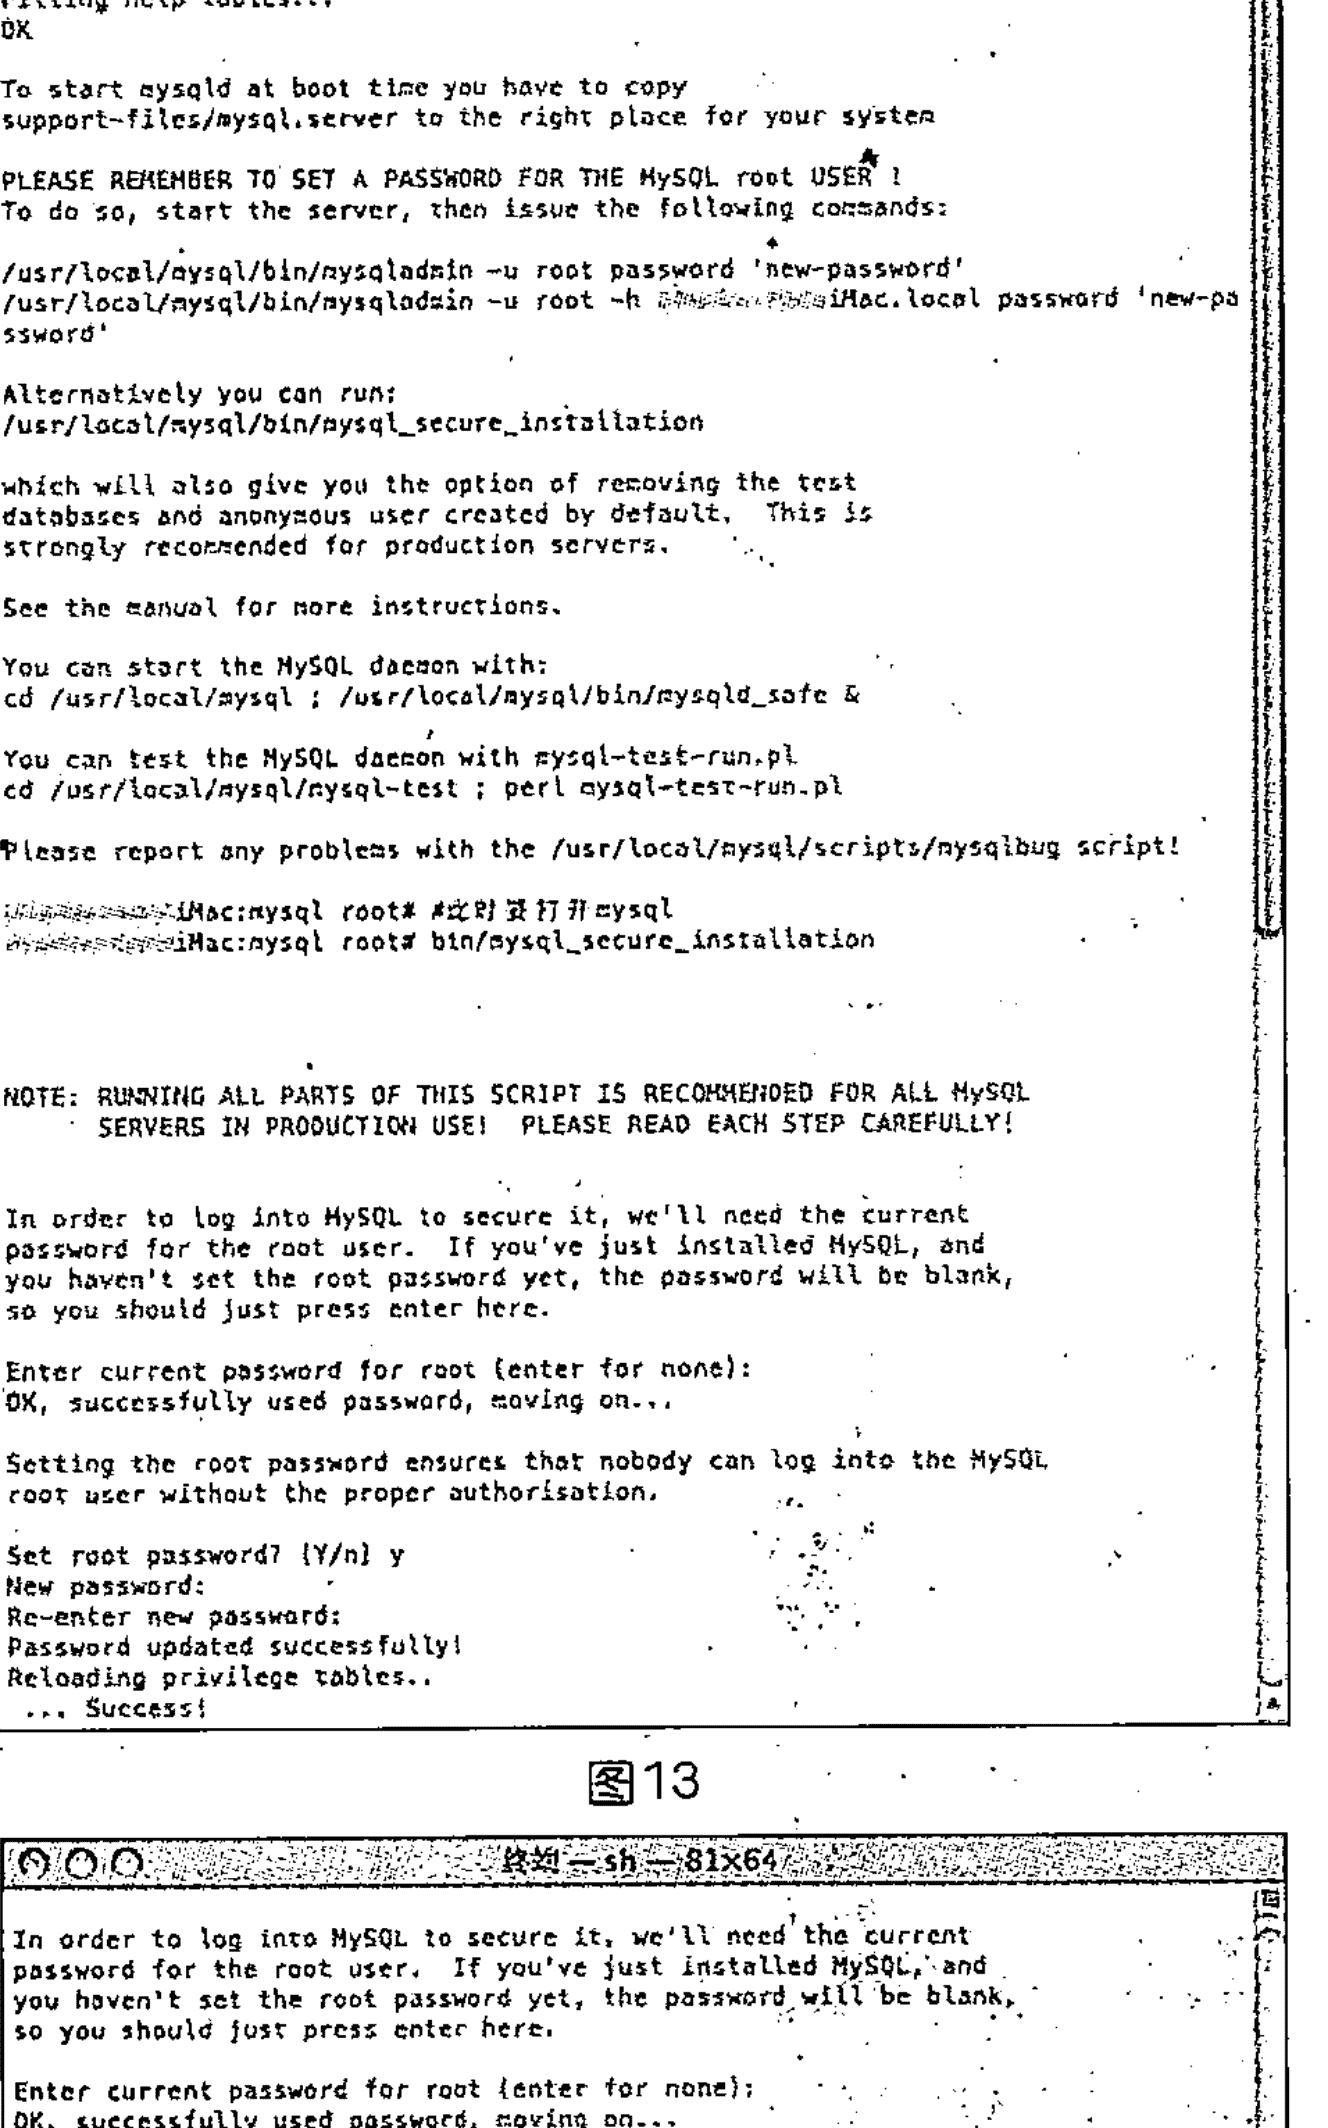 Filling help tables...
OK
To start mysqld at boot time you have to copy
support-files/mysql.server to the right place for your system
PLEASE REMEMBER TO SET A PASSWORD FOR THE MySQL root USER !
To do so, start the server, then issue the following commands:
/usr/local/mysql/bin/mysqladmin -u root password 'new-password'
/usr/local/mysql/bin/mysqladmin -u root -h iMac.local password 'new-pa
ssword'
Alternatively you can run:
/usr/local/mysql/bin/mysql_secure_installation
which will also give you the option of removing the test
databases and anonymous user created by default.  This is
strongly recommended for production servers.
See the manual for more instructions.
You can start the MySQL daemon with:
cd /usr/local/mysql ; /usr/local/mysql/bin/mysqld_safe &
You can test the MySQL daemon with mysql-test-run.pl
cd /usr/local/mysql/mysql-test ; perl mysql-test-run.pl
Please report any problems with the /usr/local/mysql/scripts/mysqlbug script!
iMac:mysql root# #此时要打开mysql
iMac:mysql root# bin/mysql_secure_installation
NOTE: RUNNING ALL PARTS OF THIS SCRIPT IS RECOMMENDED FOR ALL MySQL
SERVERS IN PRODUCTION USE!  PLEASE READ EACH STEP CAREFULLY!
In order to log into MySQL to secure it, we'll need the current
password for the root user.  If you've just installed MySQL, and
you haven't set the root password yet, the password will be blank,
so you should just press enter here.
Enter current password for root (enter for none):
OK, successfully used password, moving on...
Setting the root password ensures that nobody can log into the MySQL
root user without the proper authorisation.
Set root password? [Y/n] y
New password:
Re-enter new password:
Password updated successfully!
Reloading privilege tables..
... Success!
图13
终端 — sh — 81x64
In order to log into MySQL to secure it, we'll need the current
password for the root user.  If you've just installed MySQL, and
you haven't set the root password yet, the password will be blank,
so you should just press enter here.
Enter current password for root (enter for none):
OK, successfully used password, moving on...